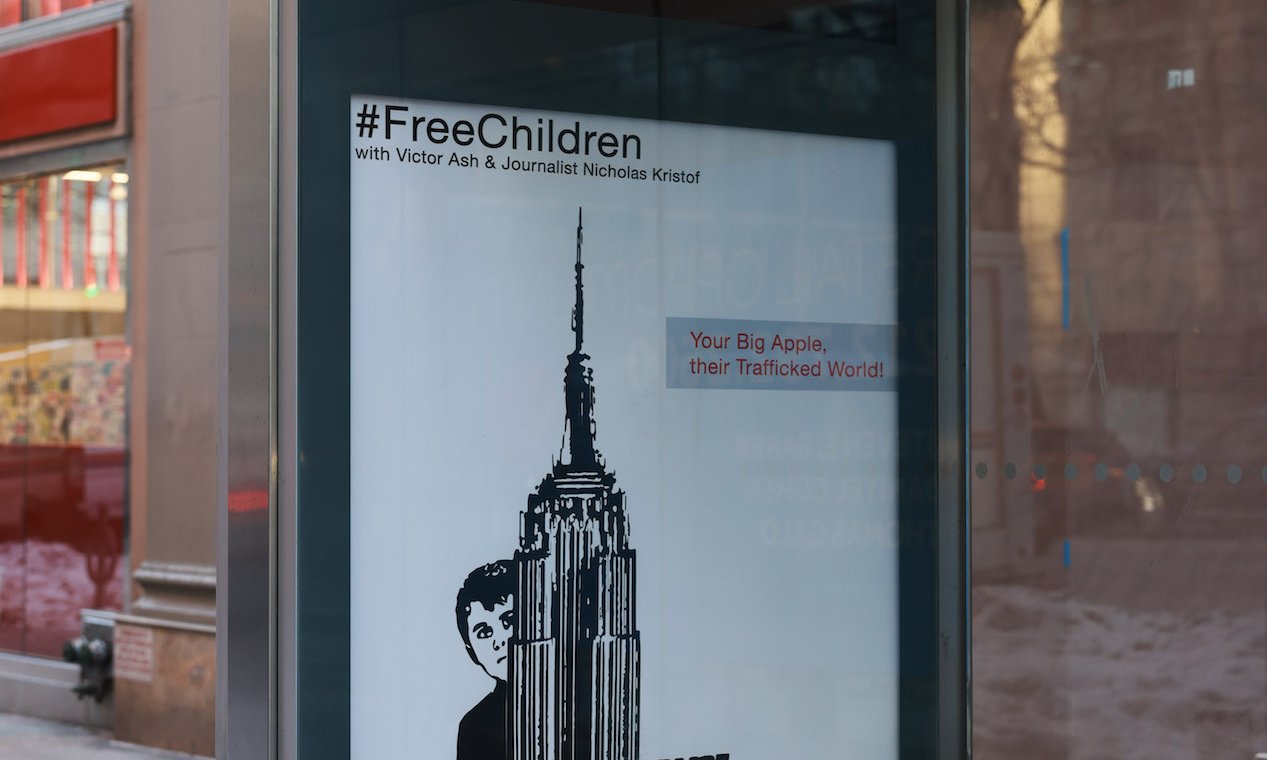 #FreeChildren
with Victor Ash & Journalist Nicholas Kristof
Your Big Apple,
their Trafficked World!